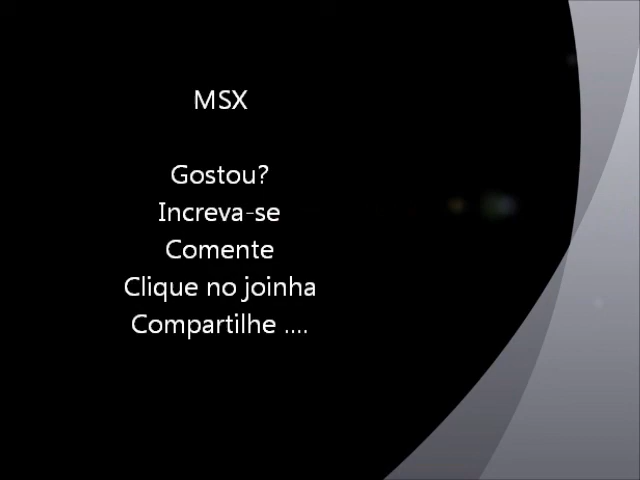 MSX
Gostou?
Increva-se
Comente
Clique no joinha
Compartilhe ....